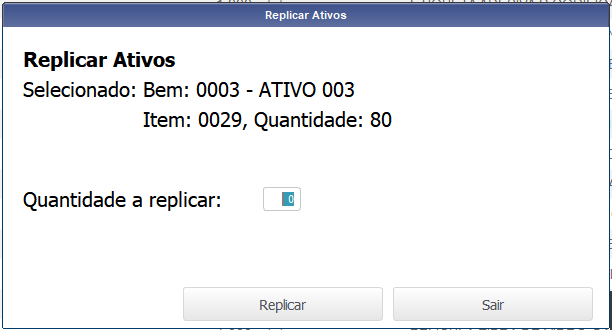 Replicar Ativos
Replicar Ativos
Selecionado: Bem: 0003 - ATIVO 003
Item: 0029, Quantidade: 80
Quantidade a replicar: 0
Replicar Sair